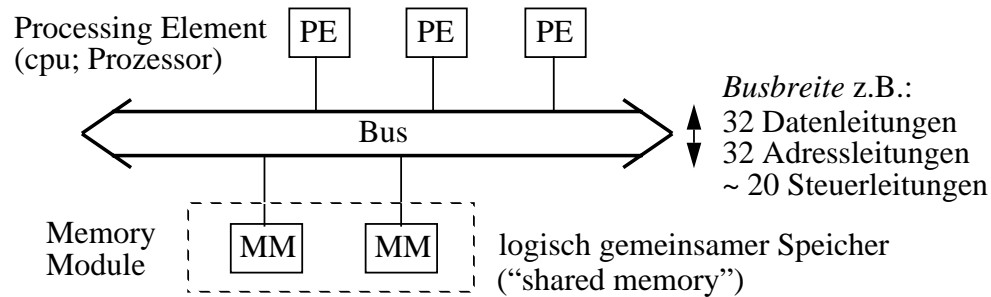 Processing Element
(cpu; Prozessor)
PE PE PE
Bus
Busbreite z.B.:
32 Datenleitungen
32 Adressleitungen
~ 20 Steuerleitungen
Memory
Module
MM MM
logisch gemeinsamer Speicher
(“shared memory”)